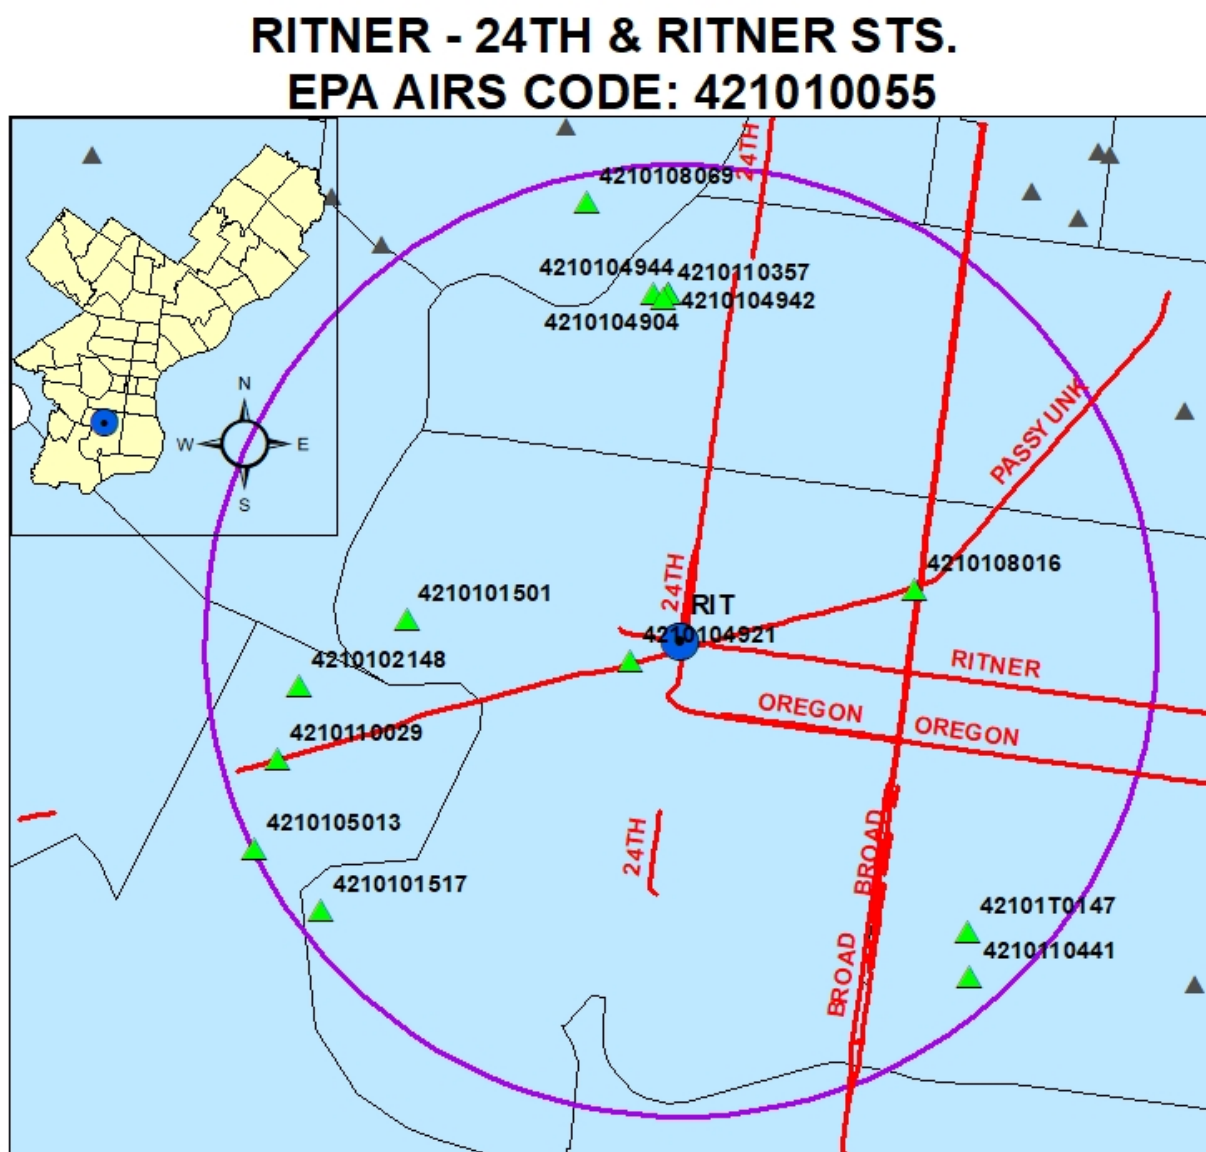 RITNER - 24TH & RITNER STS.
EPA AIRS CODE: 421010055
24TH
4210108069
4210104944
4210110357
4210104942
4210104904
N
W
E
S
PASSYUNK
24TH
4210108016
4210101501
RIT
4210104921
4210102148
RITNER
OREGON
OREGON
4210110029
4210105013
24TH
BROAD
4210101517
42101T0147
4210110441
BROAD